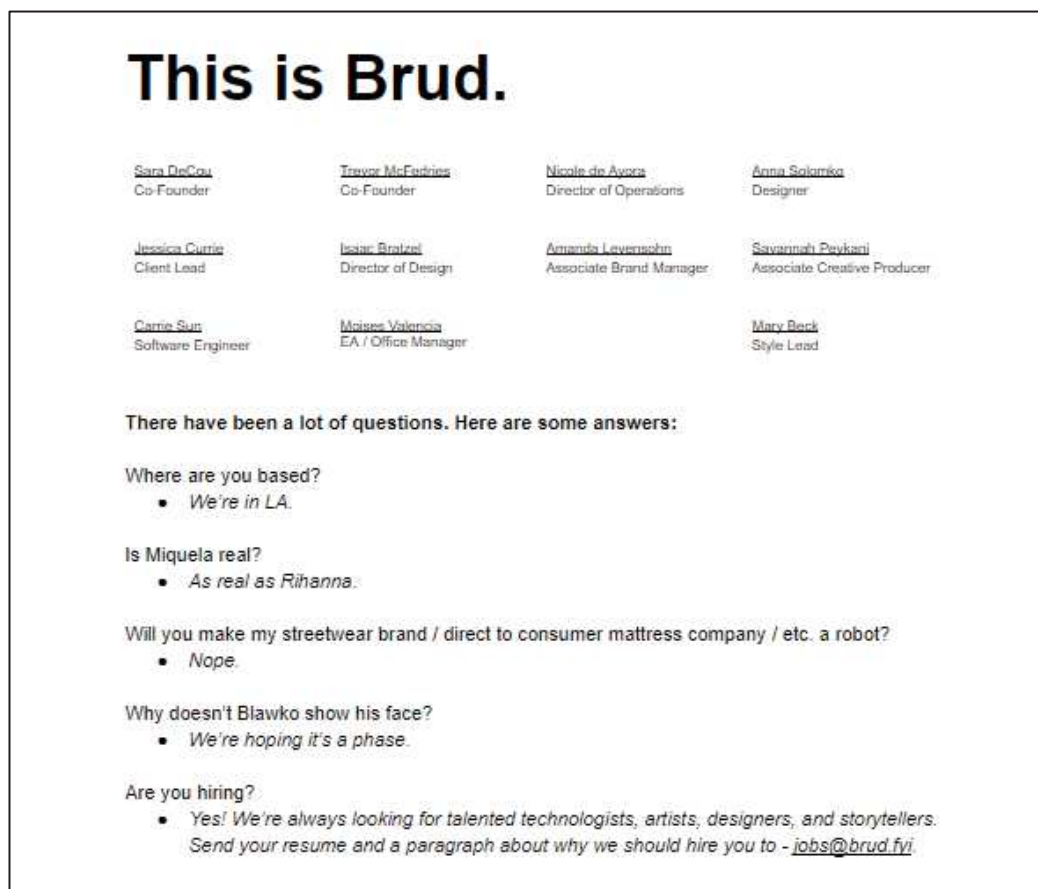 This is Brud.
Sara DeCou Trevor McFedries Nicole de Ayora Anna Solomko
Co-Founder Co-Founder Director of Operations Designer
Jessica Currie Isaac Bratzel Amanda Levensohn Savannah Peykani
Client Lead Director of Design Associate Brand Manager Associate Creative Producer
Carrie Sun Moises Valencia Mary Beck
Software Engineer EA / Office Manager Style Lead
There have been a lot of questions. Here are some answers:
Where are you based?
● We're in LA.
Is Miquela real?
● As real as Rihanna.
Will you make my streetwear brand / direct to consumer mattress company / etc. a robot?
● Nope.
Why doesn't Blawko show his face?
● We're hoping it's a phase.
Are you hiring?
● Yes! We're always looking for talented technologists, artists, designers, and storytellers.
Send your resume and a paragraph about why we should hire you to - jobs@brud.fyi.